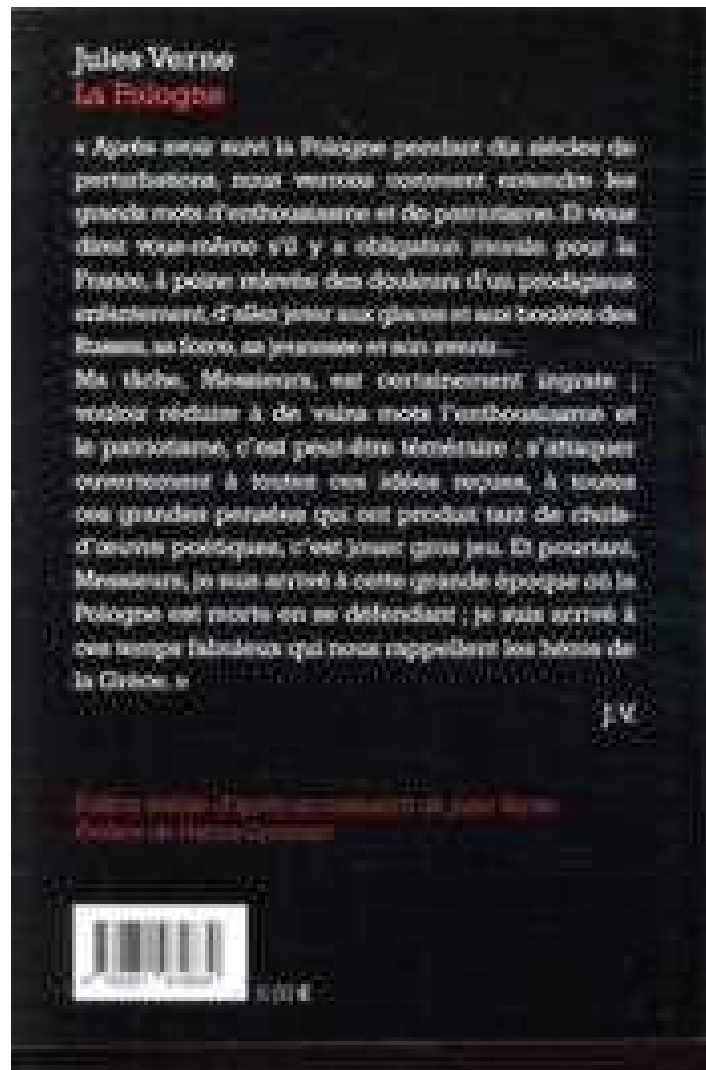 Jules Verne
La Pologne
« Après avoir suivi la Pologne pendant dix siècles de
perturbations, nous verrons comment entendre les
grands mots d'enthousiasme et de patriotisme. Et vous
direz vous-même s'il y a obligation morale pour la
France, à peine relevée des douleurs d'un prodigieux
enfantement, d'aller jeter aux glaces et aux boulets des
Russes, sa force, sa jeunesse et son avenir...
Ma tâche, Messieurs, est certainement ingrate ;
vouloir réduire à de vains mots l'enthousiasme et
le patriotisme, c'est peut-être téméraire ; s'attaquer
ouvertement à toutes ces idées reçues, à toutes
ces grandes pensées qui ont produit tant de chefs-
d'œuvre poétiques, c'est jouer gros jeu. Et pourtant,
Messieurs, je suis arrivé à cette grande époque où la
Pologne est morte en se défendant ; je suis arrivé à
ces temps fabuleux qui nous rappellent les héros de
la Grèce. »
J.V.